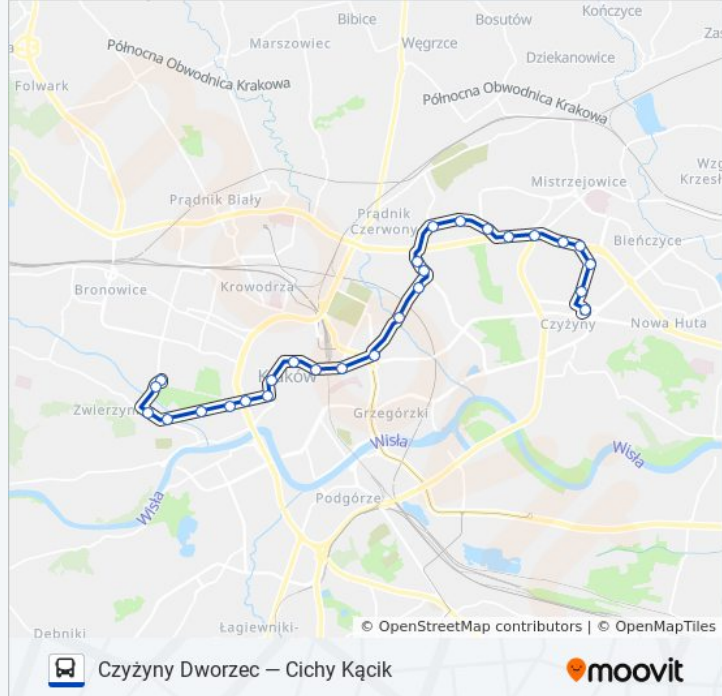 Kończyce
Bibice
Bosutów
Marszowiec
Węgrzce
Północna Obwodnica Krakowa
Dziekanowice
Folwark
Północna Obwodnica Krakowa
Mistrzejowice
Prądnik Biały
Prądnik
Czerwony
Bieńczyce
Bronowice
Krowodrza
Czyżyny
Nowa Huta
Kraków
Grzegórzki
Wisła
Wisła
Podgórze
Wisła
Łagiewniki-
Dębniki
© OpenStreetMap contributors | © OpenMapTiles
Czyżyny Dworzec — Cichy Kącik
moovit